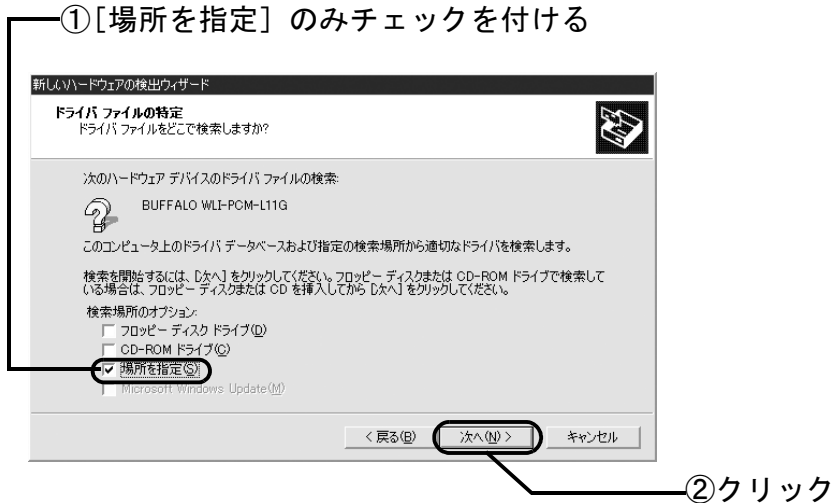 ①[場所を指定] のみチェックを付ける
新しいハードウェアの検出ウィザード
ドライバ ファイルの特定
ドライバ ファイルをどこで検索しますか?
次のハードウェア デバイスのドライバ ファイルの検索:
BUFFALO WLI-PCM-L11G
このコンピュータ上のドライバ データベースおよび指定の検索場所から適切なドライバを検索します。
検索を開始するには、[次へ] をクリックしてください。フロッピー ディスクまたは CD-ROM ドライブで検索して
いる場合は、フロッピー ディスクまたは CD を挿入してから [次へ] をクリックしてください。
検索場所のオプション:
フロッピー ディスク ドライブ(D)
CD-ROM ドライブ(C)
場所を指定(S)
Microsoft Windows Update(M)
< 戻る(B) 次へ(N) > キャンセル
②クリック